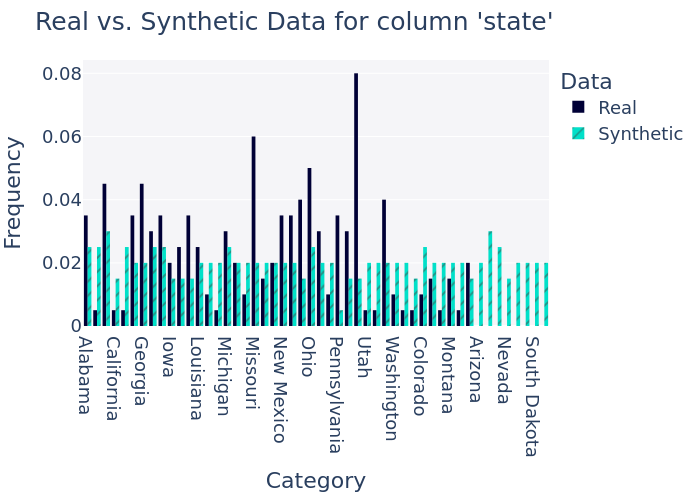 Real vs. Synthetic Data for column 'state'
Data
Real
Synthetic
Frequency
0.08
0.06
0.04
0.02
0
Alabama
California
Georgia
Iowa
Louisiana
Michigan
Missouri
New Mexico
Ohio
Pennsylvania
Utah
Washington
Colorado
Montana
Arizona
Nevada
South Dakota
Category